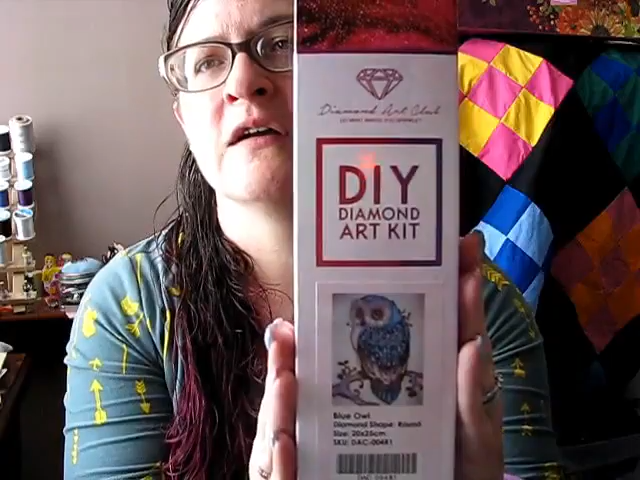 Diamond Art Club
DIY
DIAMOND
ART KIT
Blue Owl
Diamond Shape: Round
Size: 20x25cm
SKU: DAC-00481